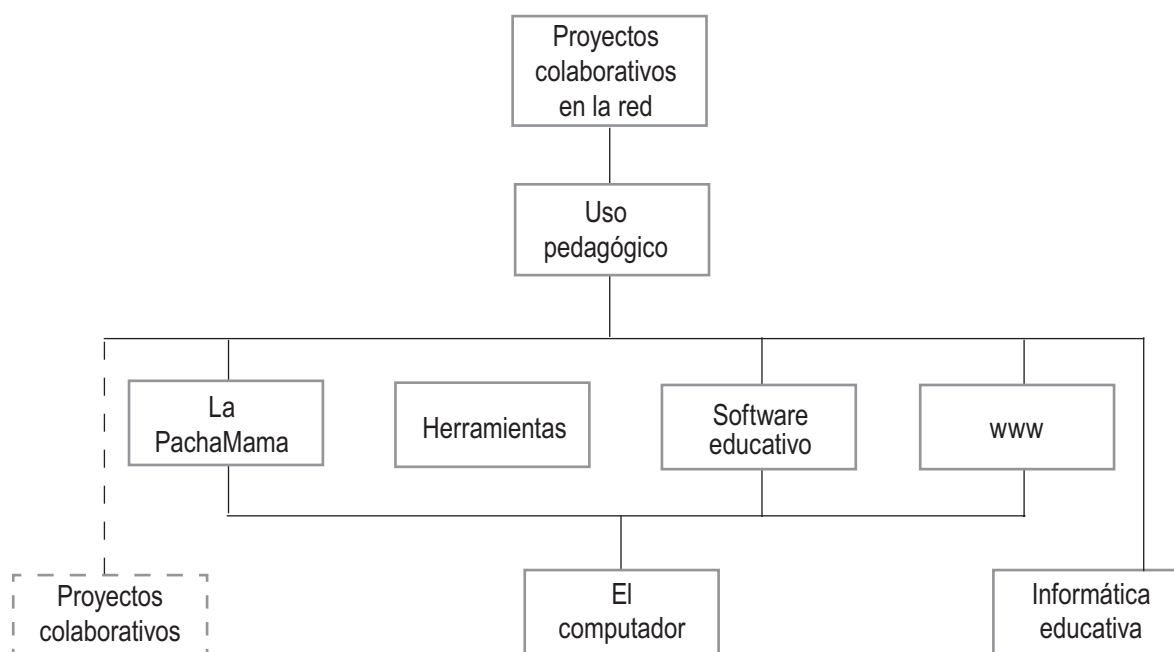 Proyectos
colaborativos
en la red
Uso
pedagógico
La
PachaMama
Herramientas
Software
educativo
www
Proyectos
colaborativos
El
computador
Informática
educativa